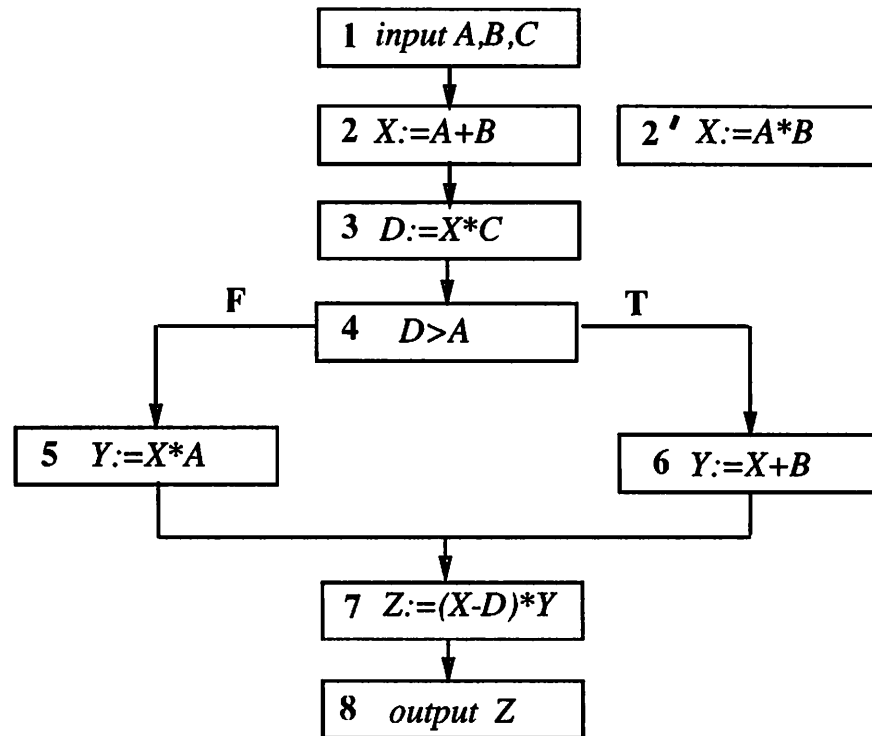 1 input A,B,C
2 X:=A+B
2' X:=A*B
3 D:=X*C
F
T
4 D>A
5 Y:=X*A
6 Y:=X+B
7 Z:=(X-D)*Y
8 output Z